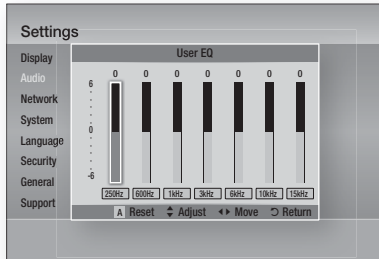 Settings
Display
Audio
Network
System
Language
Security
General
Support
User EQ
0 0 0 0 0 0 0
6
0
-6
250Hz 600Hz 1kHz 3kHz 6kHz 10kHz 15kHz
A Reset Adjust Move Return